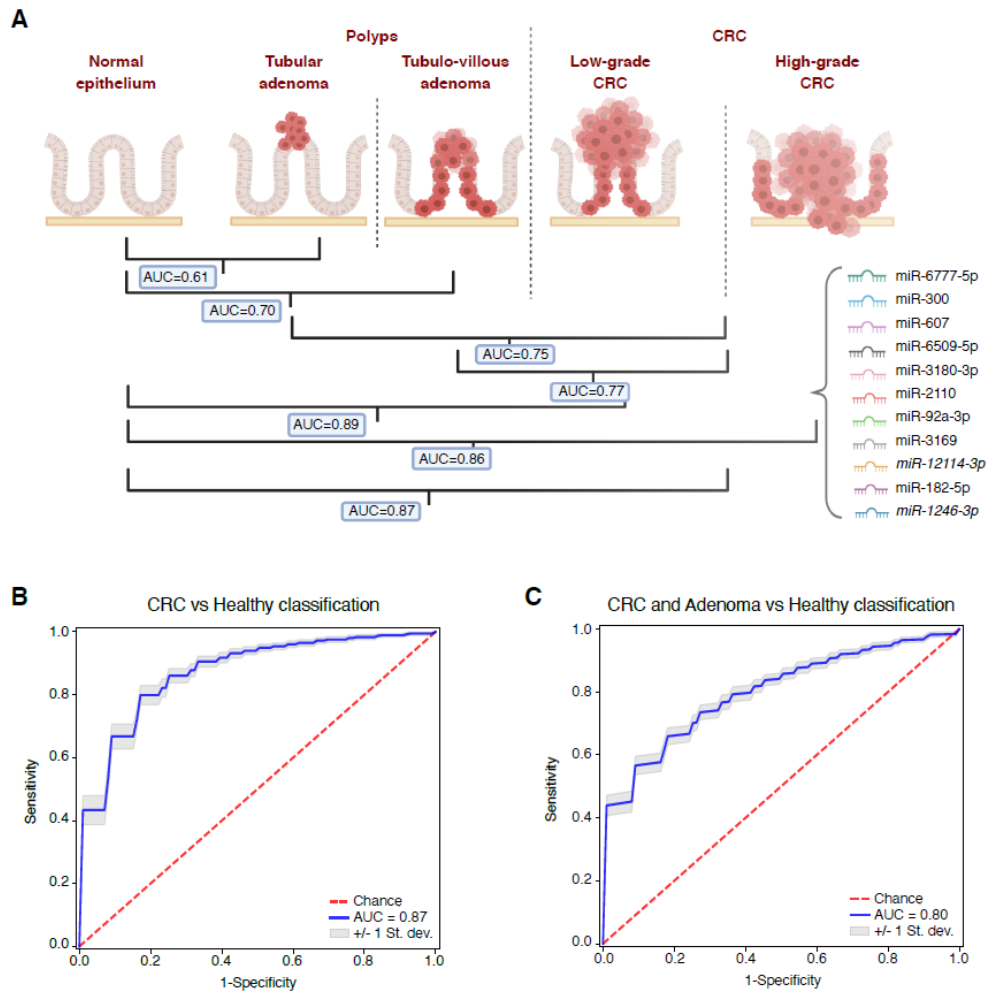 A
Polyps
CRC
Normal
epithelium
Tubular
adenoma
Tubulo-villous
adenoma
Low-grade
CRC
High-grade
CRC
AUC=0.61
AUC=0.70
AUC=0.75
AUC=0.77
AUC=0.89
AUC=0.86
AUC=0.87
miR-6777-5p
miR-300
miR-607
miR-6509-5p
miR-3180-3p
miR-2110
miR-92a-3p
miR-3169
miR-12114-3p
miR-182-5p
miR-1246-3p
B
CRC vs Healthy classification
1.0
0.8
0.6
0.4
0.2
0.0
Sensitivity
Chance
AUC = 0.87
+/- 1 St. dev.
0.0 0.2 0.4 0.6 0.8 1.0
1-Specificity
C
CRC and Adenoma vs Healthy classification
1.0
0.8
0.6
0.4
0.2
0.0
Sensitivity
Chance
AUC = 0.80
+/- 1 St. dev.
0.0 0.2 0.4 0.6 0.8 1.0
1-Specificity